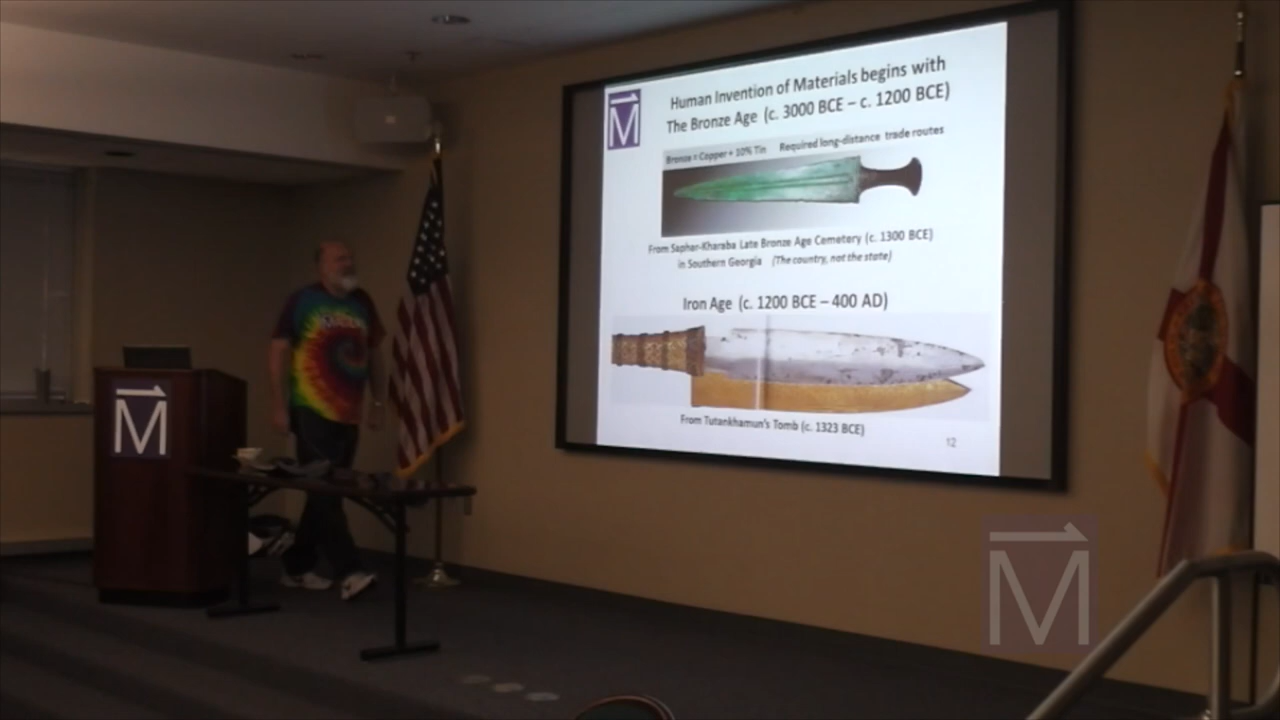 M
Human Invention of Materials begins with
The Bronze Age (c. 3000 BCE – c. 1200 BCE)
Bronze = Copper + 10% Tin Required long-distance trade routes
From Saphar-Kharaba Late Bronze Age Cemetery (c. 1300 BCE)
in Southern Georgia (The country, not the state)
Iron Age (c. 1200 BCE – 400 AD)
From Tutankhamun's Tomb (c. 1323 BCE)
12
M
M